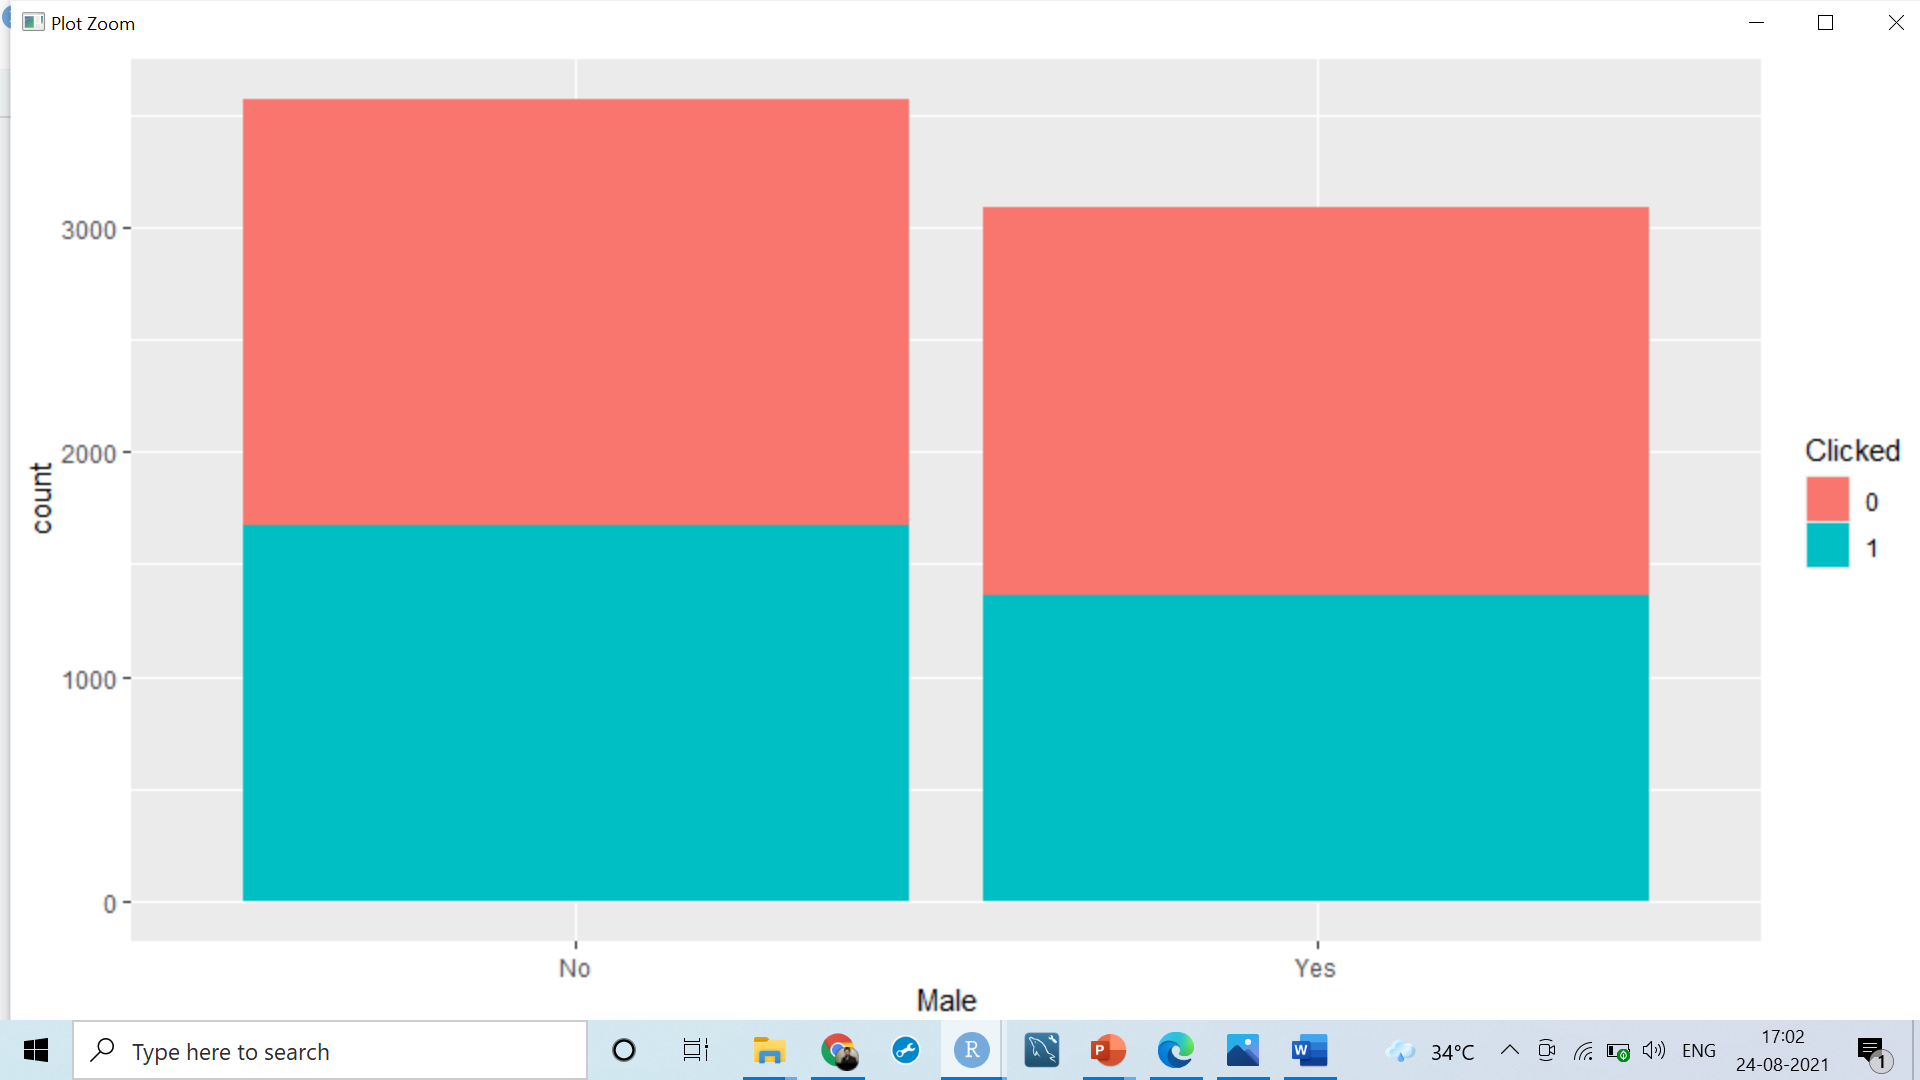 Plot Zoom
3000
2000
1000
0
count
No
Yes
Male
Clicked
0
1
Type here to search
R
P
W
34°C
ENG
17:02
24-08-2021
1